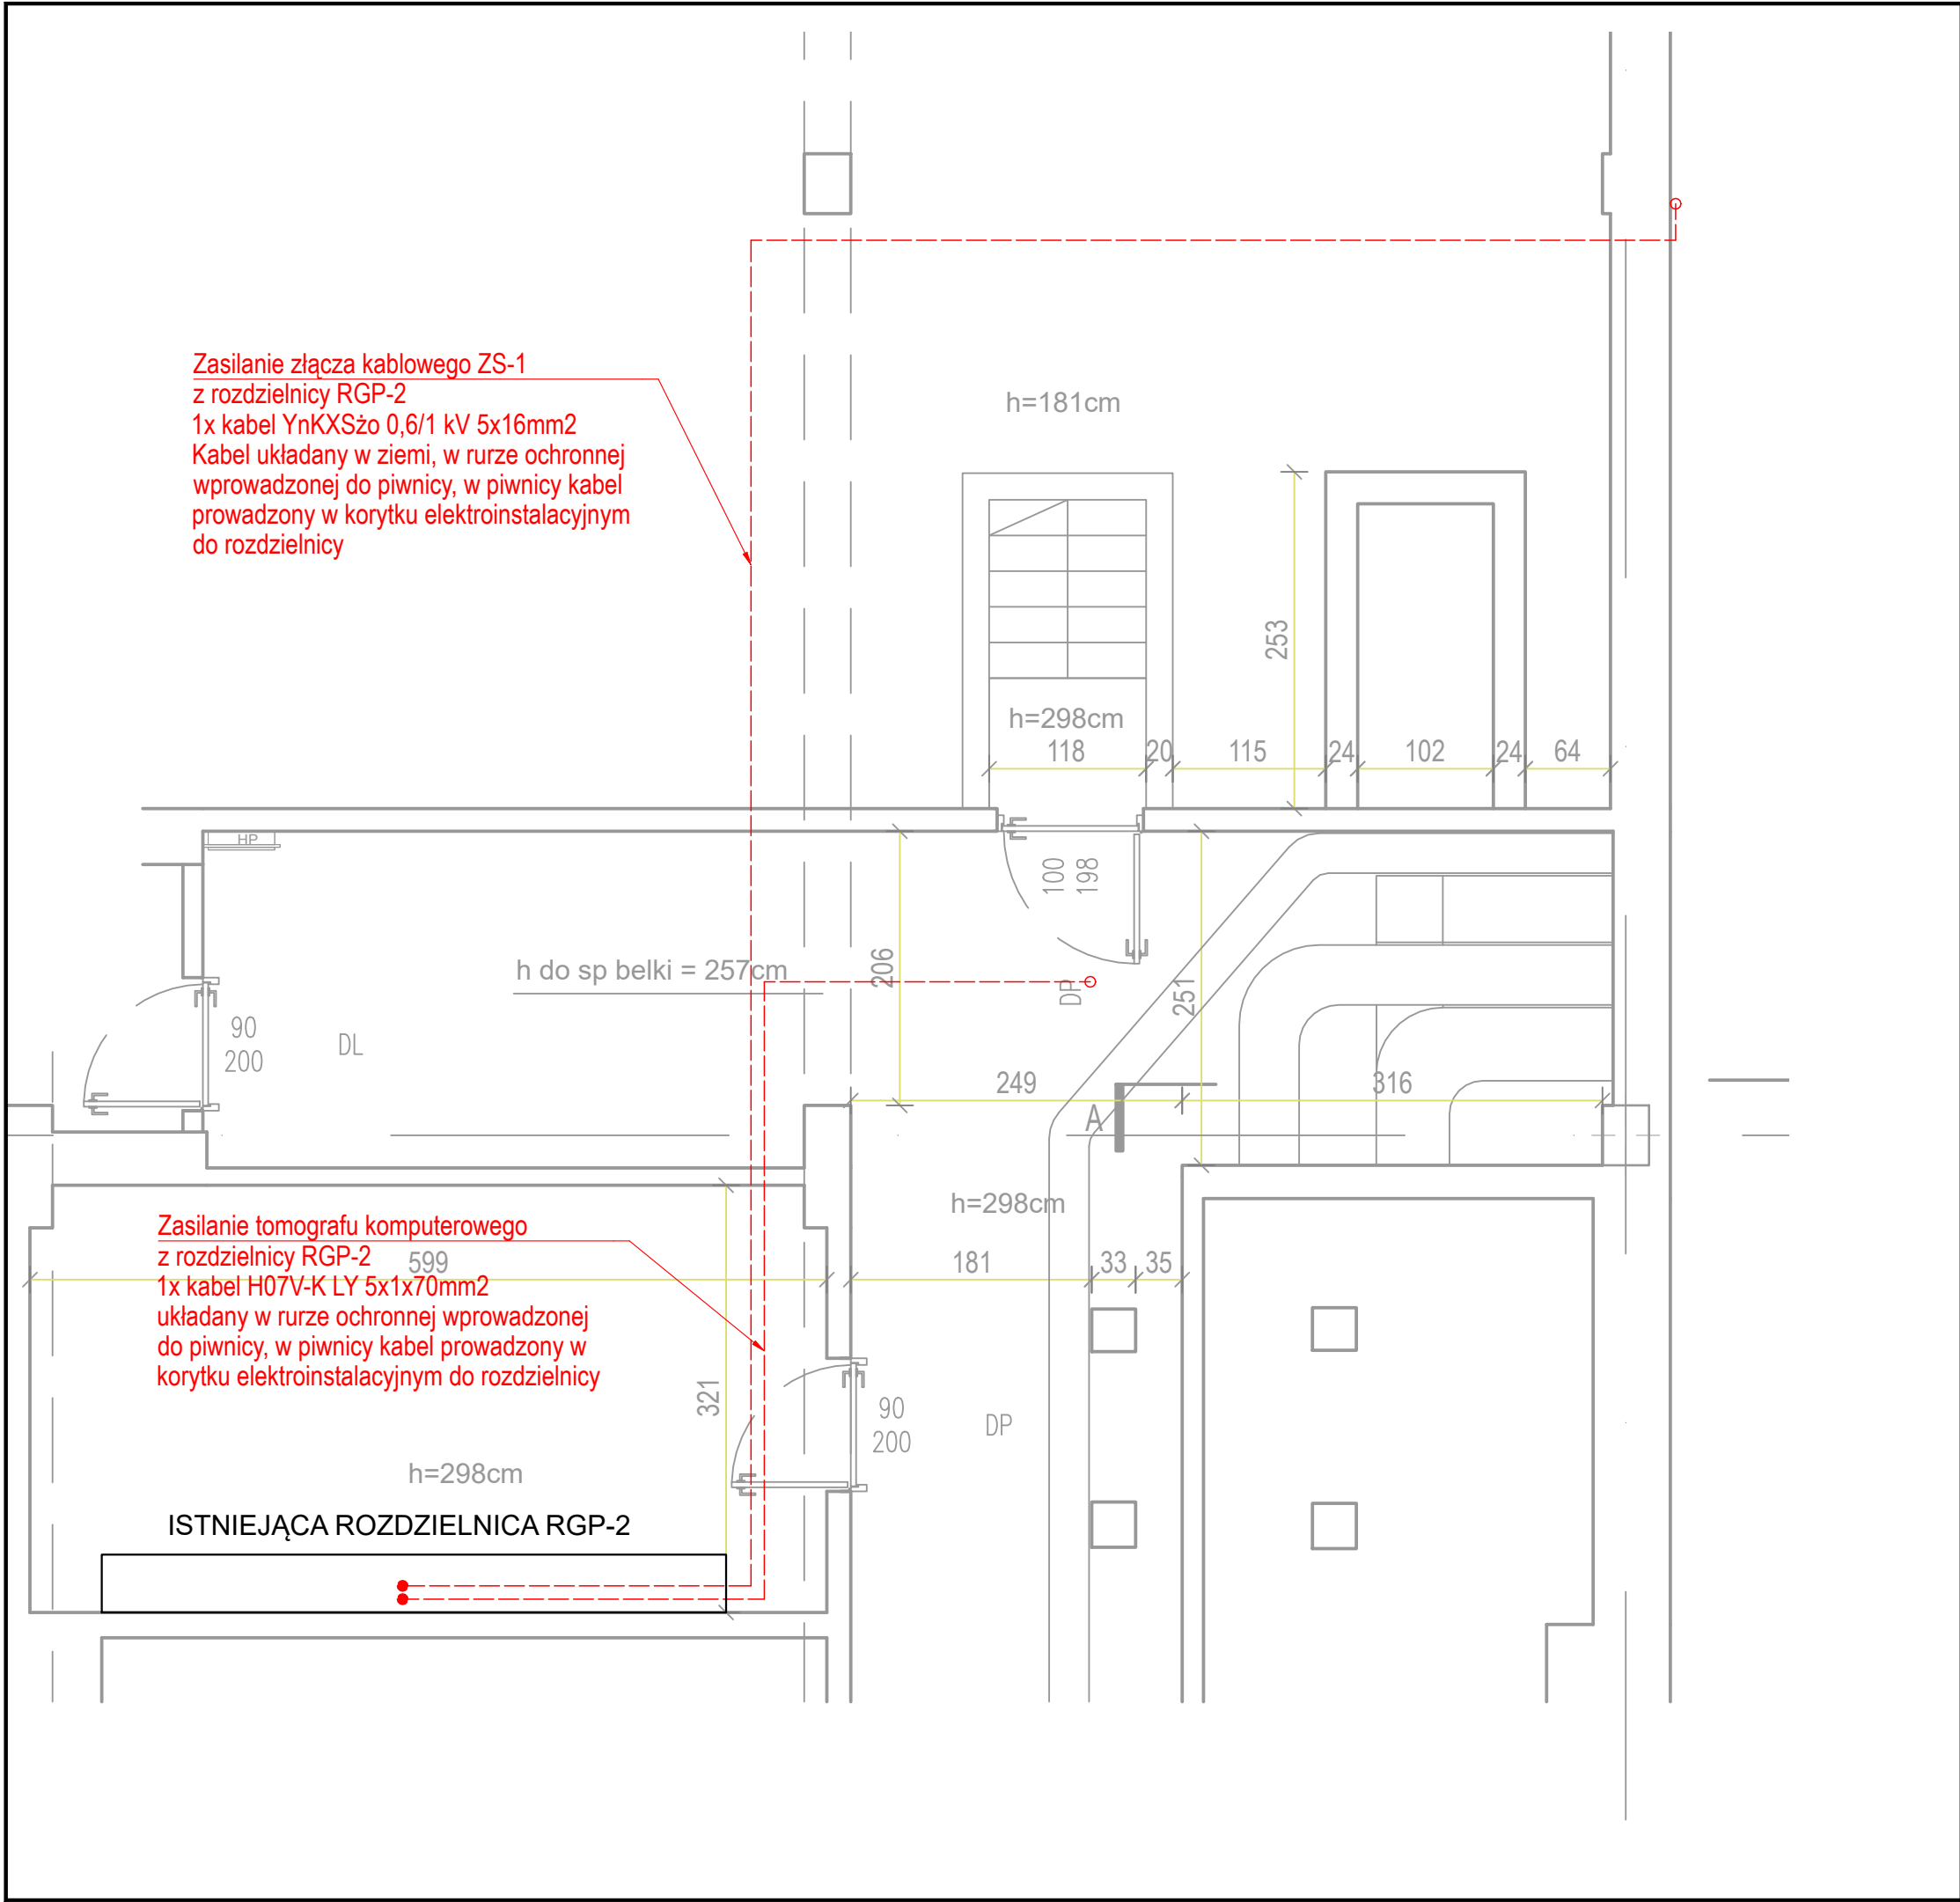 Zasilanie złącza kablowego ZS-1
z rozdzielnicy RGP-2
1x kabel YnKXSżo 0,6/1 kV 5x16mm2
Kabel układany w ziemi, w rurze ochronnej
wprowadzonej do piwnicy, w piwnicy kabel
prowadzony w korytku elektroinstalacyjnym
do rozdzielnicy
h=181cm
253
h=298cm
118
20
115
24
102
24
64
HP
100
198
206
h do sp belki = 257cm
DP
251
90
200
DL
249
316
A
h=298cm
Zasilanie tomografu komputerowego
z rozdzielnicy RGP-2
1x kabel H07V-K LY 5x1x70mm2
układany w rurze ochronnej wprowadzonej
do piwnicy, w piwnicy kabel prowadzony w
korytku elektroinstalacyjnym do rozdzielnicy
599
181
33
35
321
90
200
DP
h=298cm
ISTNIEJĄCA ROZDZIELNICA RGP-2